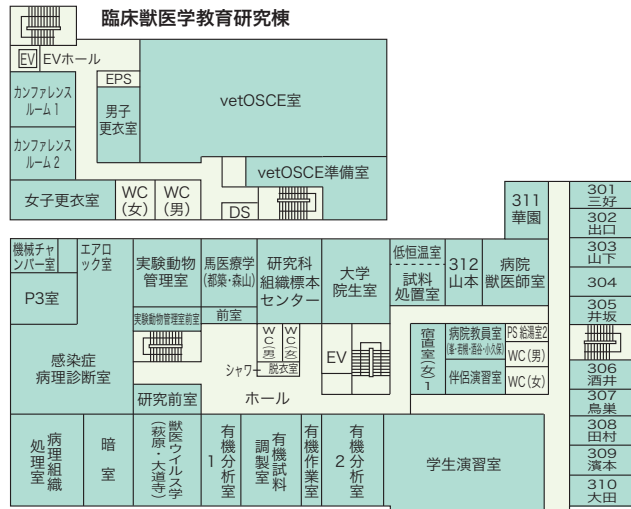 臨床獣医学教育研究棟
EV
EVホール
カンファレンス
ルーム1
カンファレンス
ルーム2
EPS
男子
更衣室
vetOSCE室
vetOSCE準備室
女子更衣室
WC
(女)
WC
(男)
DS
機械チャ
ンバー室
エアロ
ック室
P3室
感染症
病理診断室
実験動物
管理室
実験動物管理室前室
馬医療学
(都築・森山)
前室
研究科
組織標本
センター
大学
院生室
低恒温室
試料
処置室
312
山本
病院
獣医師室
311
華園
WC(男)
WC(女)
シャワー
脱衣室
EV
ホール
研究前室
宿直室(女)1
病院教員室
PS
給湯室2
WC(男)
伴侶演習室
WC(女)
病理組織
処理室
暗室
獣医ウイルス学
(萩原・大道寺)
有機分析室
1
有機試料
調製室
有機作業室
有機分析室
2
学生演習室
301
三好
302
出口
303
山下
304
305
井坂
306
酒井
307
鳥巣
308
田村
309
濱本
310
大田